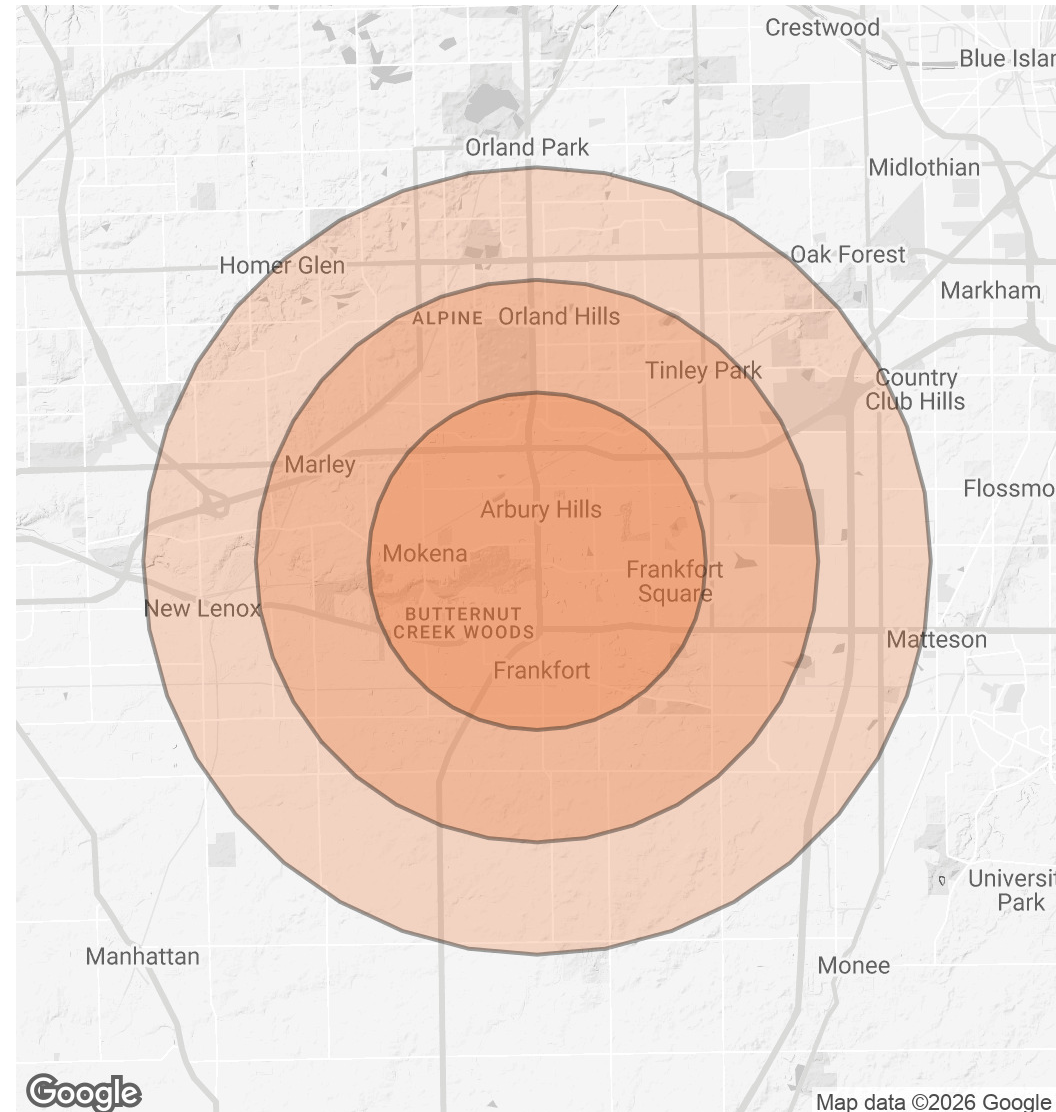 Crestwood
Blue Islan
Orland Park
Midlothian
Homer Glen
Oak Forest
Markham
ALPINE
Orland Hills
Tinley Park
Country
Club Hills
Marley
Flossmo
Arbury Hills
Mokena
Frankfort
Square
New Lenox
BUTTERNUT
CREEK WOODS
Matteson
Frankfort
Universit
Park
Manhattan
Monee
Google
Map data ©2026 Google